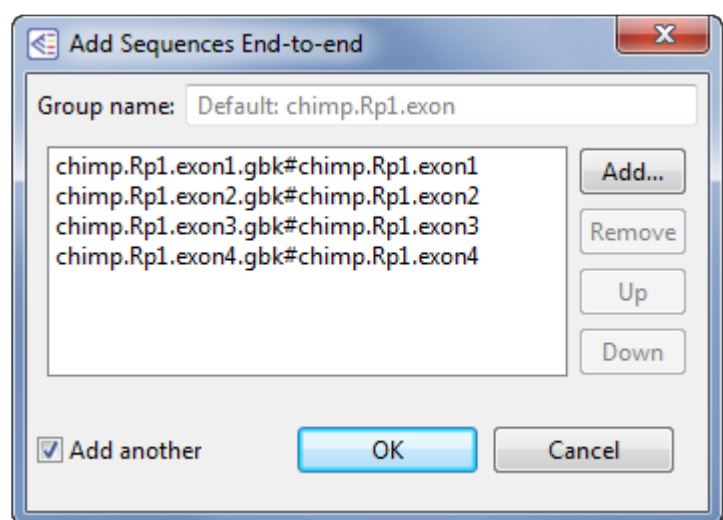 Add Sequences End-to-end
Group name: Default: chimp.Rp1.exon
chimp.Rp1.exon1.gbk#chimp.Rp1.exon1
chimp.Rp1.exon2.gbk#chimp.Rp1.exon2
chimp.Rp1.exon3.gbk#chimp.Rp1.exon3
chimp.Rp1.exon4.gbk#chimp.Rp1.exon4
Add...
Remove
Up
Down
Add another
OK
Cancel